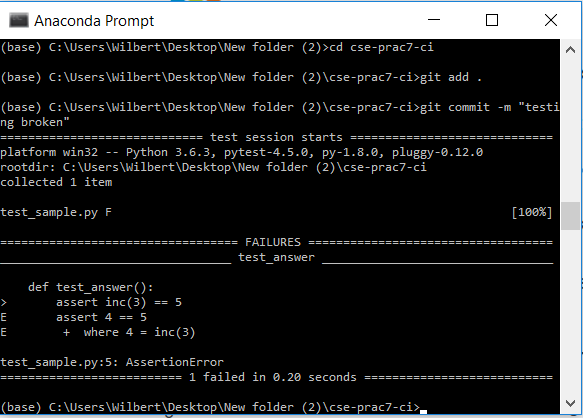 Anaconda Prompt
(base) C:\Users\Wilbert\Desktop\New folder (2)>cd cse-prac7-ci
(base) C:\Users\Wilbert\Desktop\New folder (2)\cse-prac7-ci>git add .
(base) C:\Users\Wilbert\Desktop\New folder (2)\cse-prac7-ci>git commit -m "testi
ng broken"
============================= test session starts =============================
platform win32 -- Python 3.6.3, pytest-4.5.0, py-1.8.0, pluggy-0.12.0
rootdir: C:\Users\Wilbert\Desktop\New folder (2)\cse-prac7-ci
collected 1 item
test_sample.py F                                                         [100%]
================================== FAILURES ===================================
_________________________________ test_answer _________________________________
    def test_answer():
>       assert inc(3) == 5
E       assert 4 == 5
E        +  where 4 = inc(3)
test_sample.py:5: AssertionError
========================== 1 failed in 0.20 seconds ===========================
(base) C:\Users\Wilbert\Desktop\New folder (2)\cse-prac7-ci>